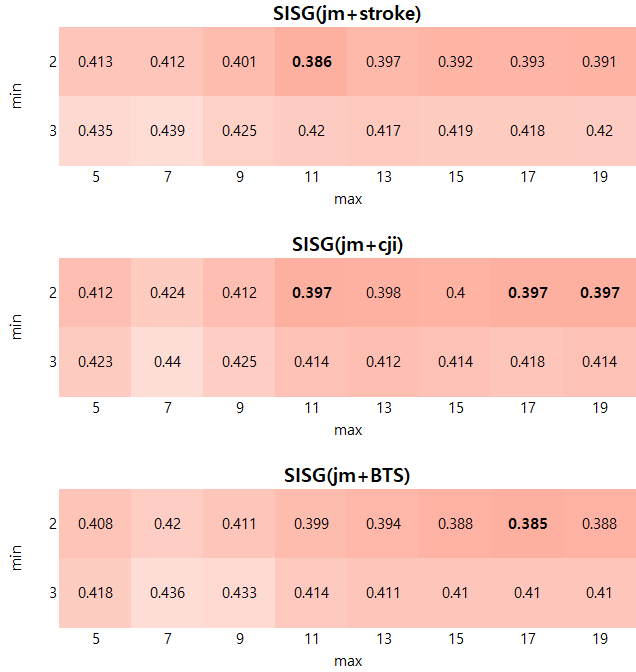 SISG(jm+stroke)
min
2 0.413 0.412 0.401 0.386 0.397 0.392 0.393 0.391
3 0.435 0.439 0.425 0.42 0.417 0.419 0.418 0.42
5 7 9 11 13 15 17 19
max
SISG(jm+cji)
min
2 0.412 0.424 0.412 0.397 0.398 0.4 0.397 0.397
3 0.423 0.44 0.425 0.414 0.412 0.414 0.418 0.414
5 7 9 11 13 15 17 19
max
SISG(jm+BTS)
min
2 0.408 0.42 0.411 0.399 0.394 0.388 0.385 0.388
3 0.418 0.436 0.433 0.414 0.411 0.41 0.41 0.41
5 7 9 11 13 15 17 19
max